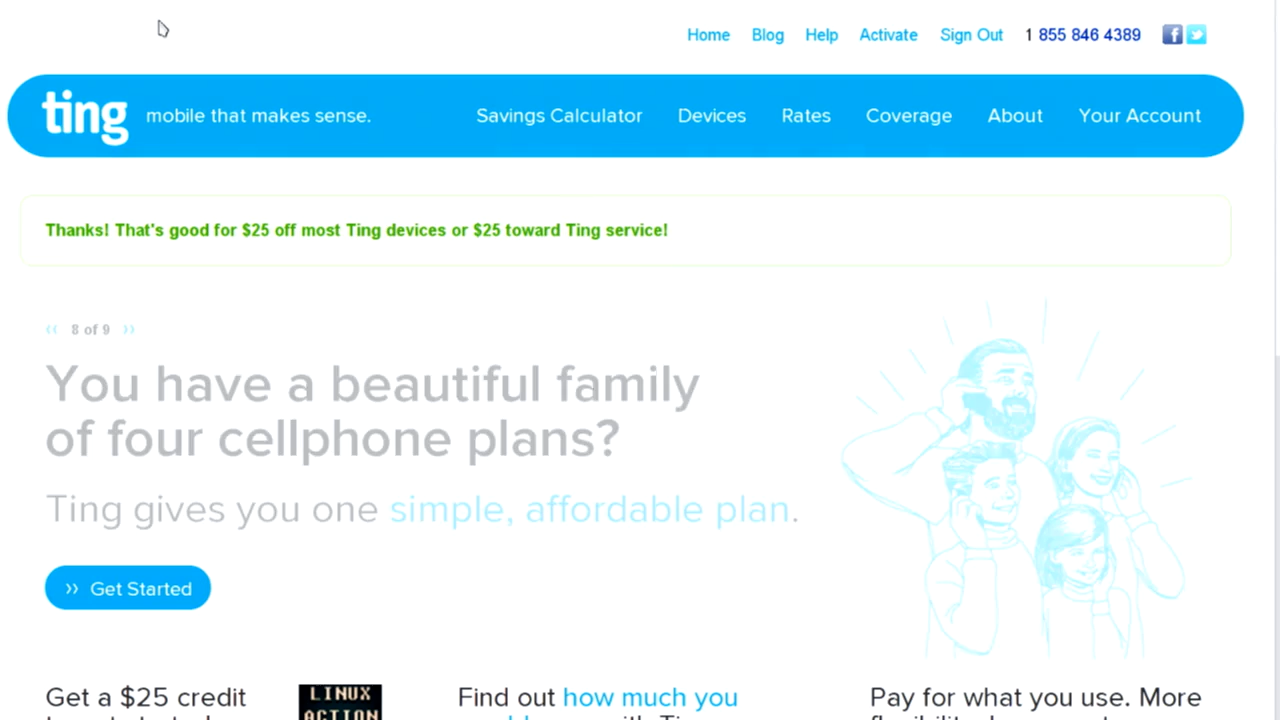 Home Blog Help Activate Sign Out 1 855 846 4389
ting mobile that makes sense. Savings Calculator Devices Rates Coverage About Your Account
Thanks! That's good for $25 off most Ting devices or $25 toward Ting service!
‹‹ 8 of 9 ››
You have a beautiful family
of four cellphone plans?
Ting gives you one simple, affordable plan.
›› Get Started
Get a $25 credit
LINUX
ACTION
Find out how much you
Pay for what you use. More